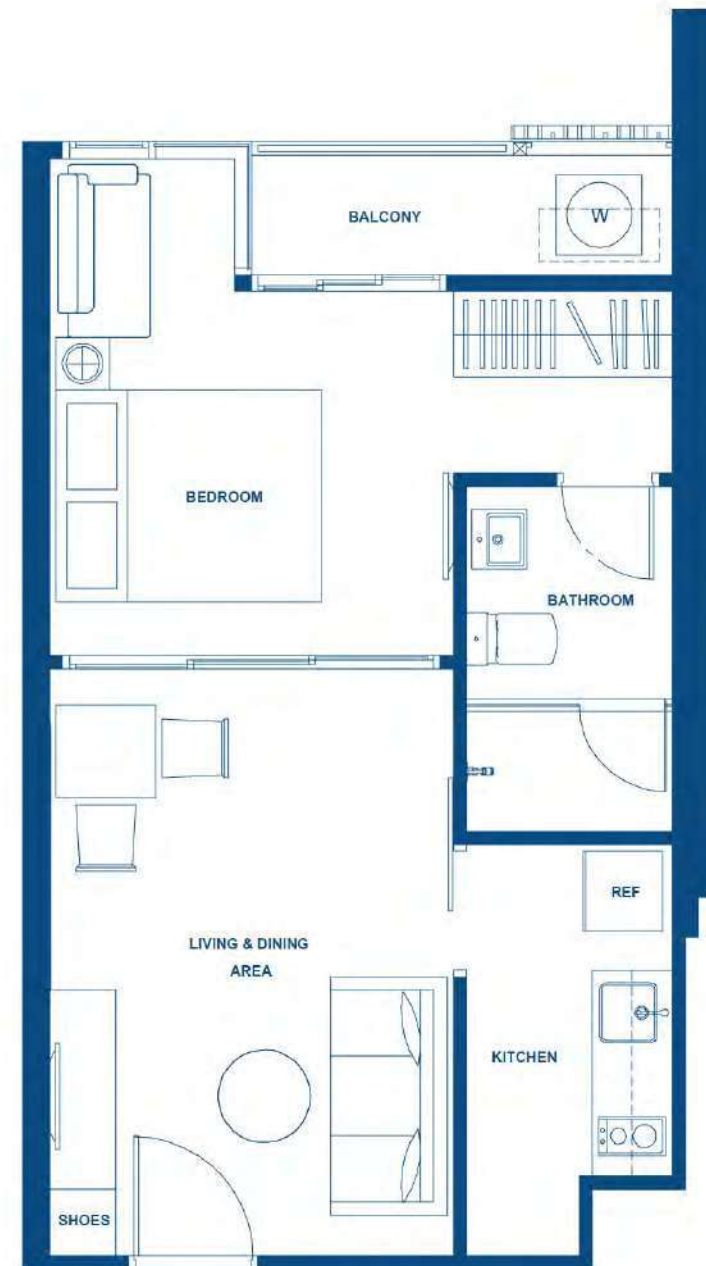 BALCONY
W
BEDROOM
BATHROOM
REF
LIVING & DINING
AREA
KITCHEN
SHOES